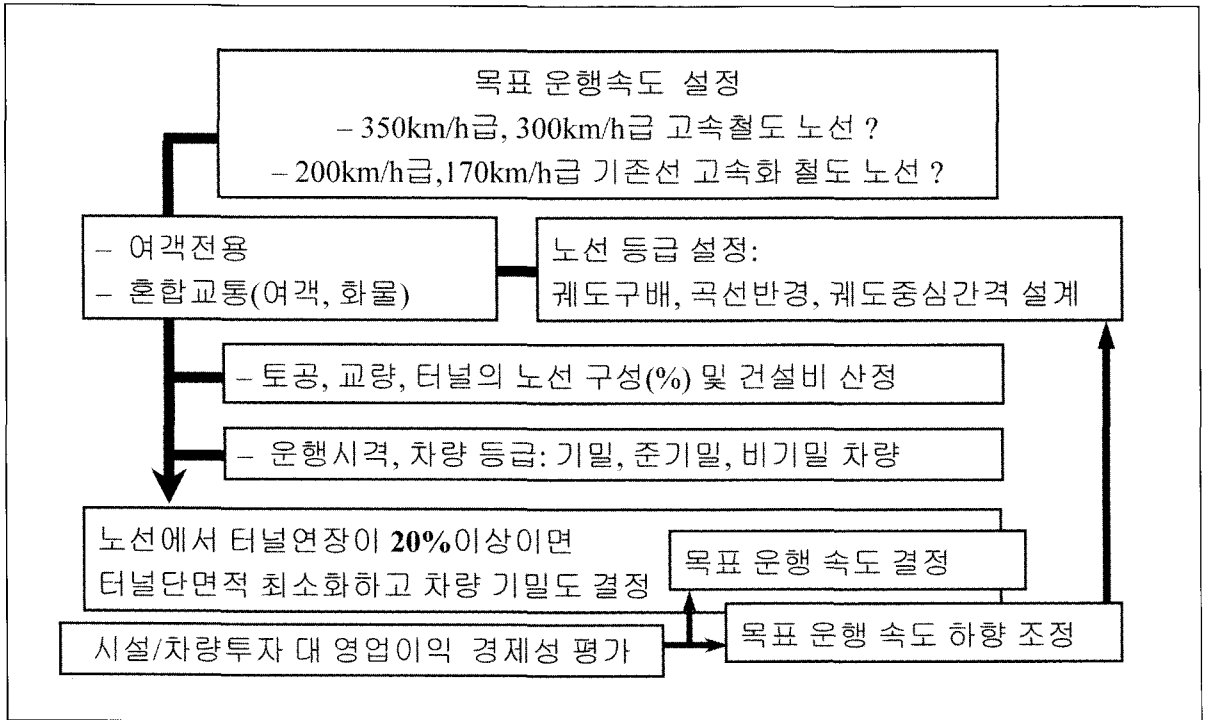 목표 운행속도 설정
– 350km/h급, 300km/h급 고속철도 노선 ?
– 200km/h급,170km/h급 기존선 고속화 철도 노선 ?
– 여객전용
– 혼합교통(여객, 화물)
노선 등급 설정:
궤도구배, 곡선반경, 궤도중심간격 설계
– 토공, 교량, 터널의 노선 구성(%) 및 건설비 산정
– 운행시격, 차량 등급: 기밀, 준기밀, 비기밀 차량
노선에서 터널연장이 20%이상이면
터널단면적 최소화하고 차량 기밀도 결정
목표 운행 속도 결정
시설/차량투자 대 영업이익 경제성 평가
목표 운행 속도 하향 조정